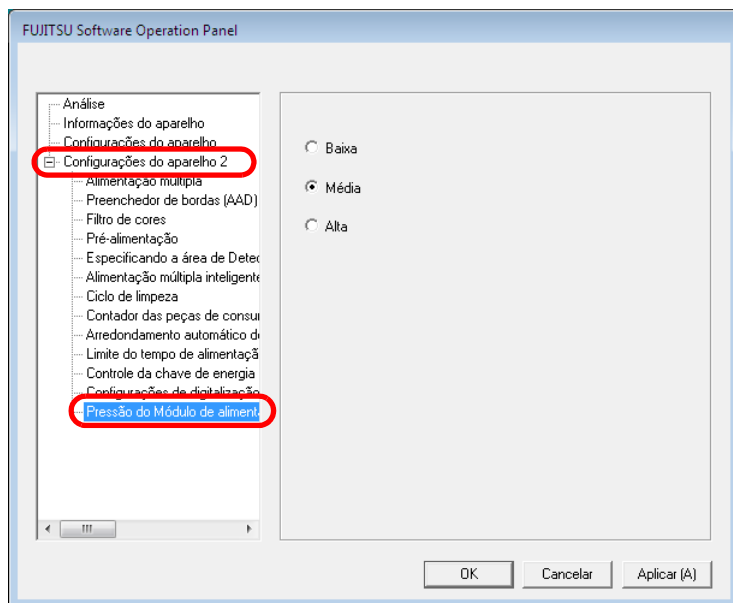 FUJITSU Software Operation Panel
Análise
Informações do aparelho
Configurações do aparelho
Configurações do aparelho 2
Alimentação múltipla
Preenchedor de bordas (AAD)
Filtro de cores
Pré-alimentação
Especificando a área de Detec
Alimentação múltipla inteligente
Ciclo de limpeza
Contador das peças de consu
Arredondamento automático d
Limite do tempo de alimentaçã
Controle da chave de energia
Configurações de digitalização
Pressão do Módulo de aliment
Baixa
Média
Alta
OK
Cancelar
Aplicar (A)